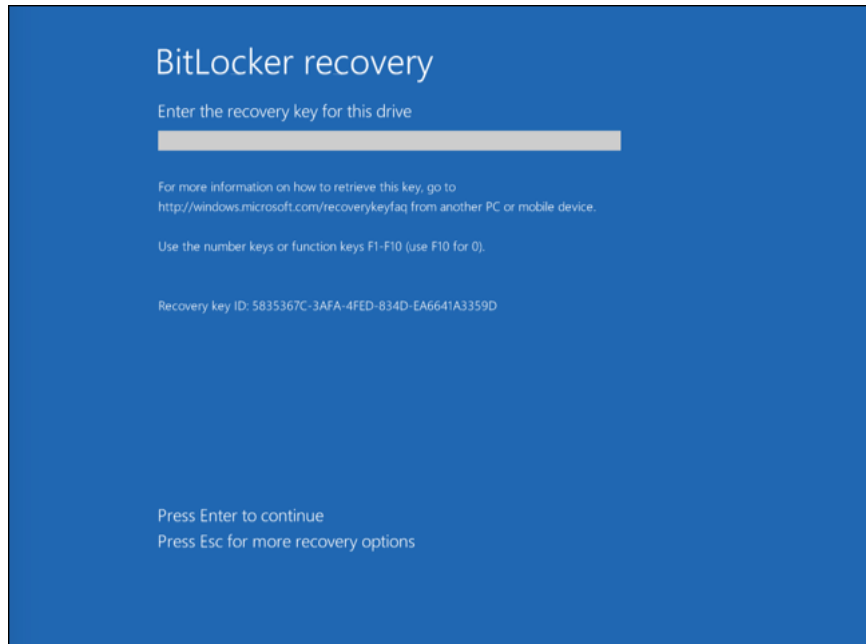 BitLocker recovery
Enter the recovery key for this drive
For more information on how to retrieve this key, go to
http://windows.microsoft.com/recoverykeyfaq from another PC or mobile device.
Use the number keys or function keys F1-F10 (use F10 for 0).
Recovery key ID: 5835367C-3AFA-4FED-834D-EA6641A3359D
Press Enter to continue
Press Esc for more recovery options